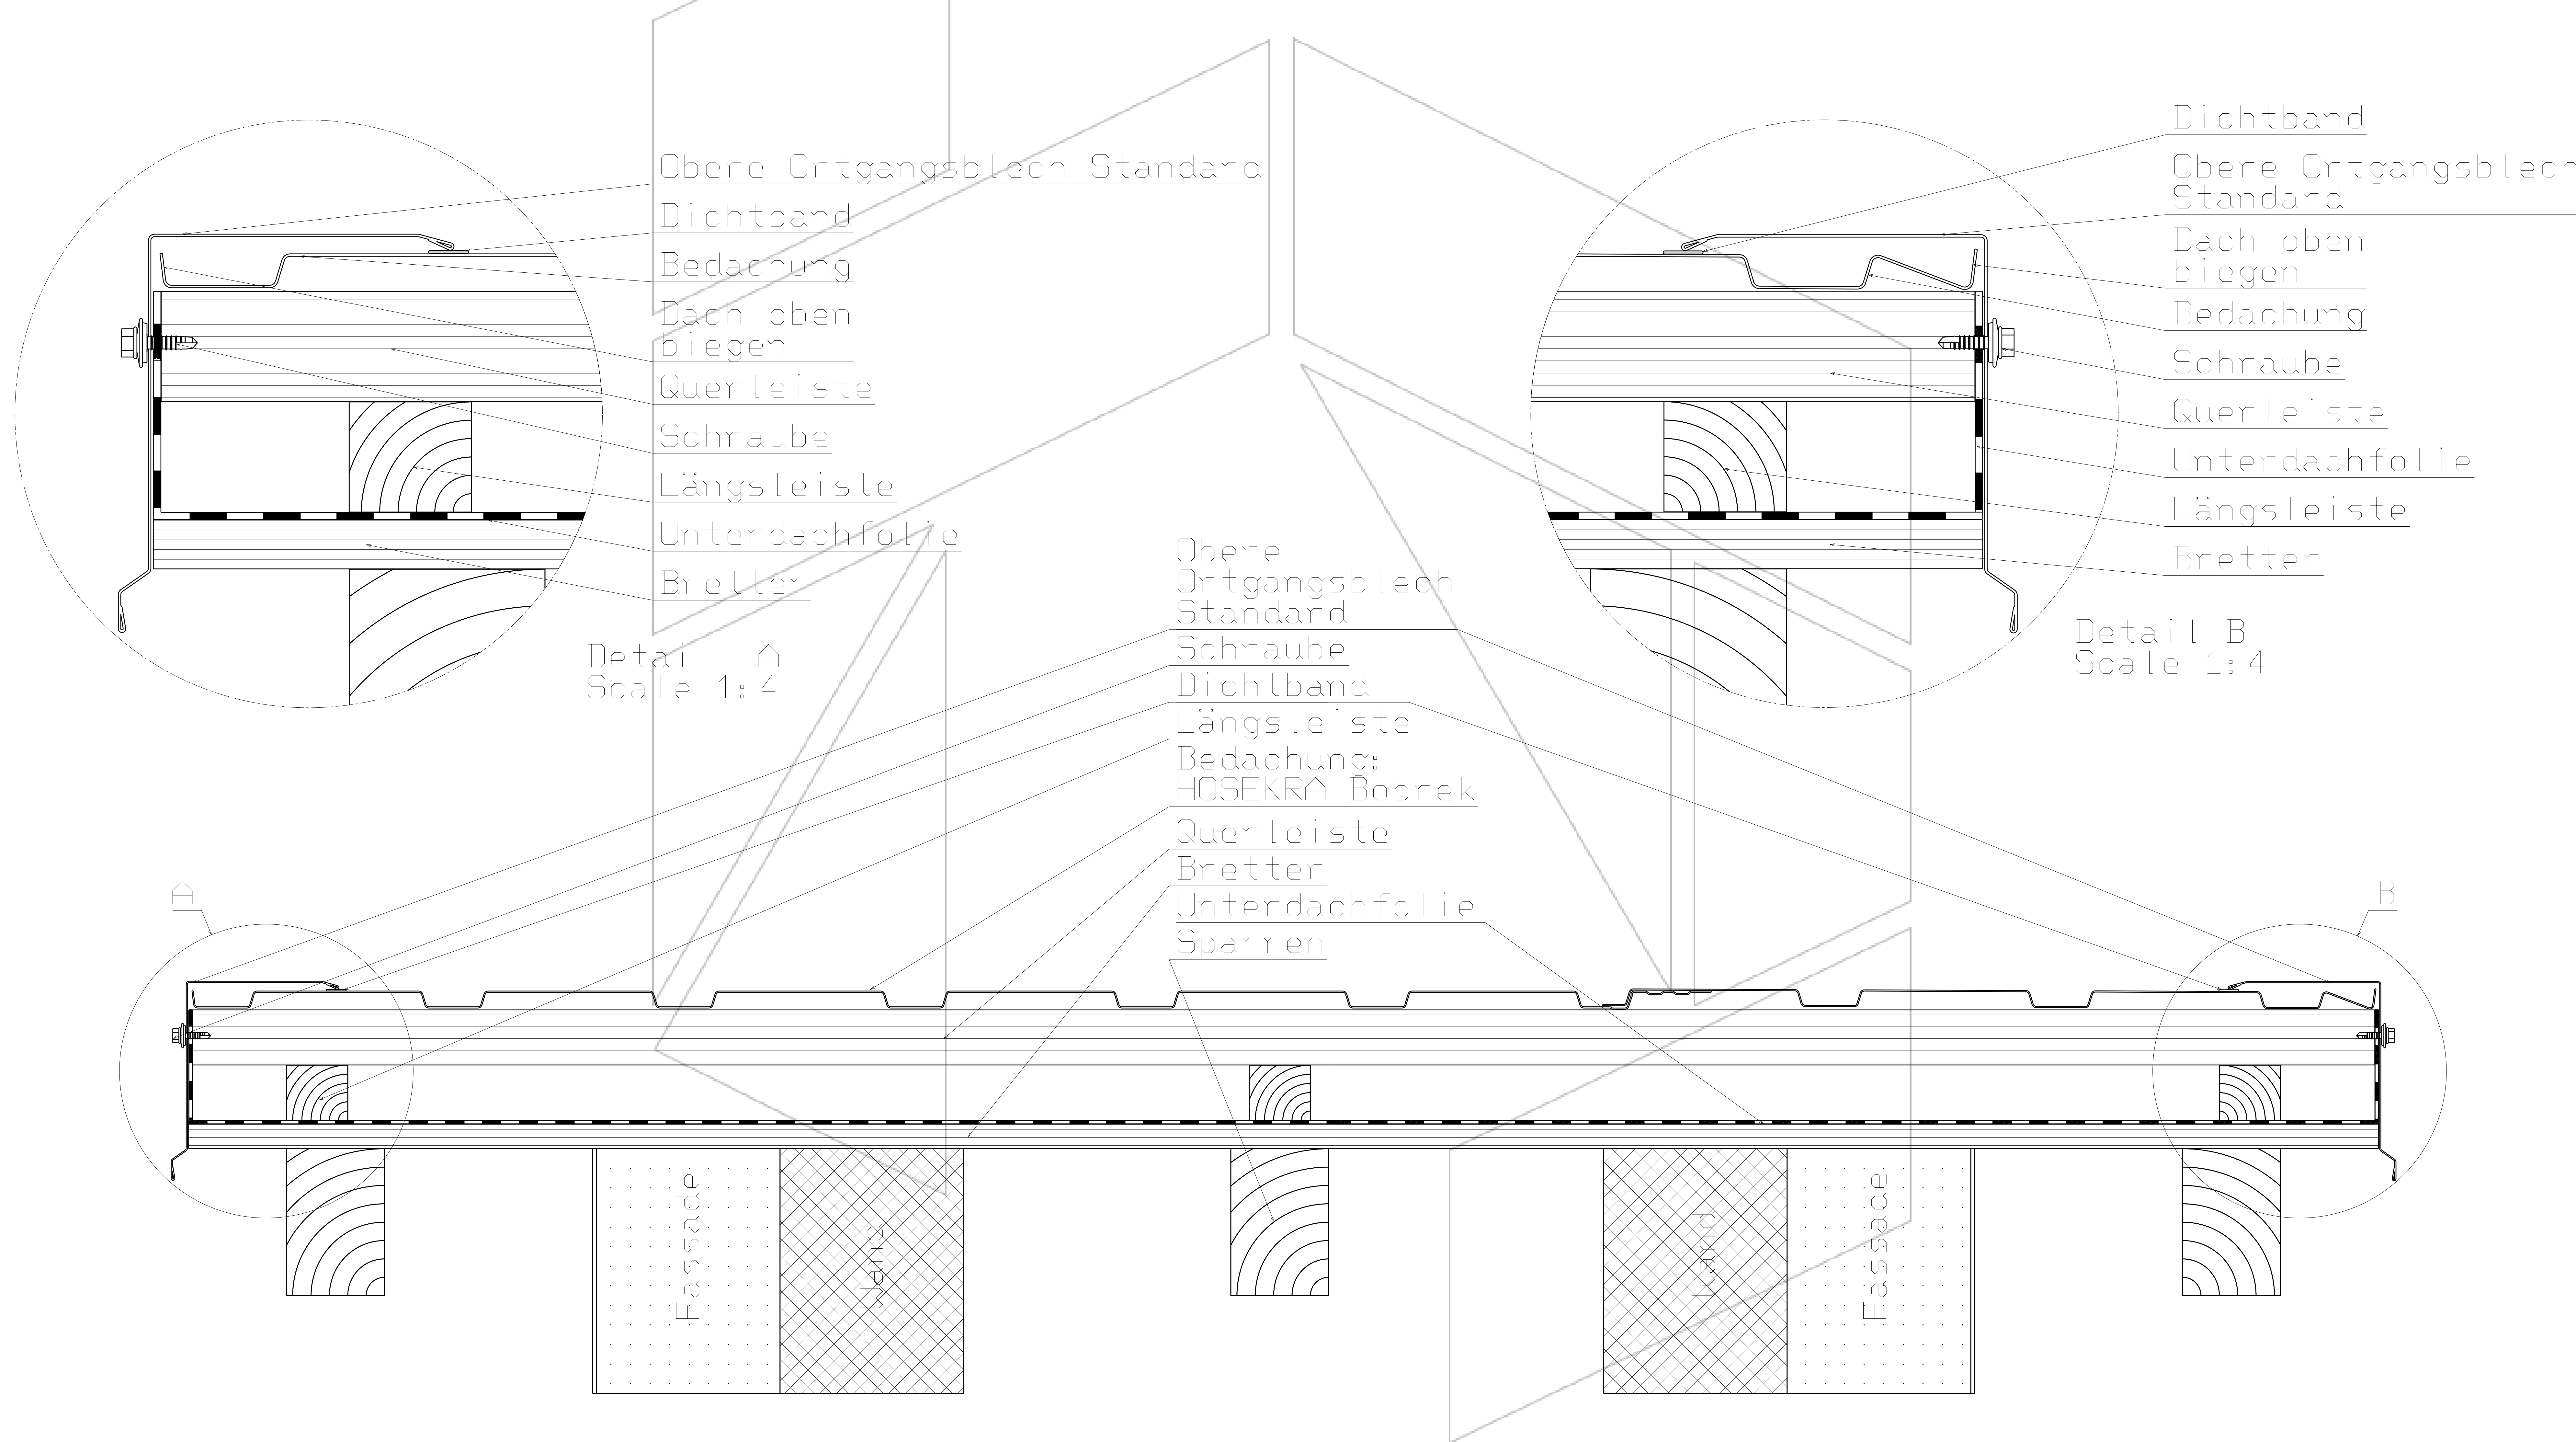 Obere Ortgangsblech Standard
Dichtband
Bedachung
Dach oben
biegen
Querleiste
Schraube
Längsleiste
Unterdachfolie
Bretter
Detail A
Scale 1:4
Dichtband
Obere Ortgangsblech
Standard
Dach oben
biegen
Bedachung
Schraube
Querleiste
Unterdachfolie
Längsleiste
Bretter
Detail B
Scale 1:4
Obere
Ortgangsblech
Standard
Schraube
Dichtband
Längsleiste
Bedachung:
HOSEKRA Bobrek
Querleiste
Bretter
Unterdachfolie
Sparren
A
B
Fassade
Wand
Wand
Fassade